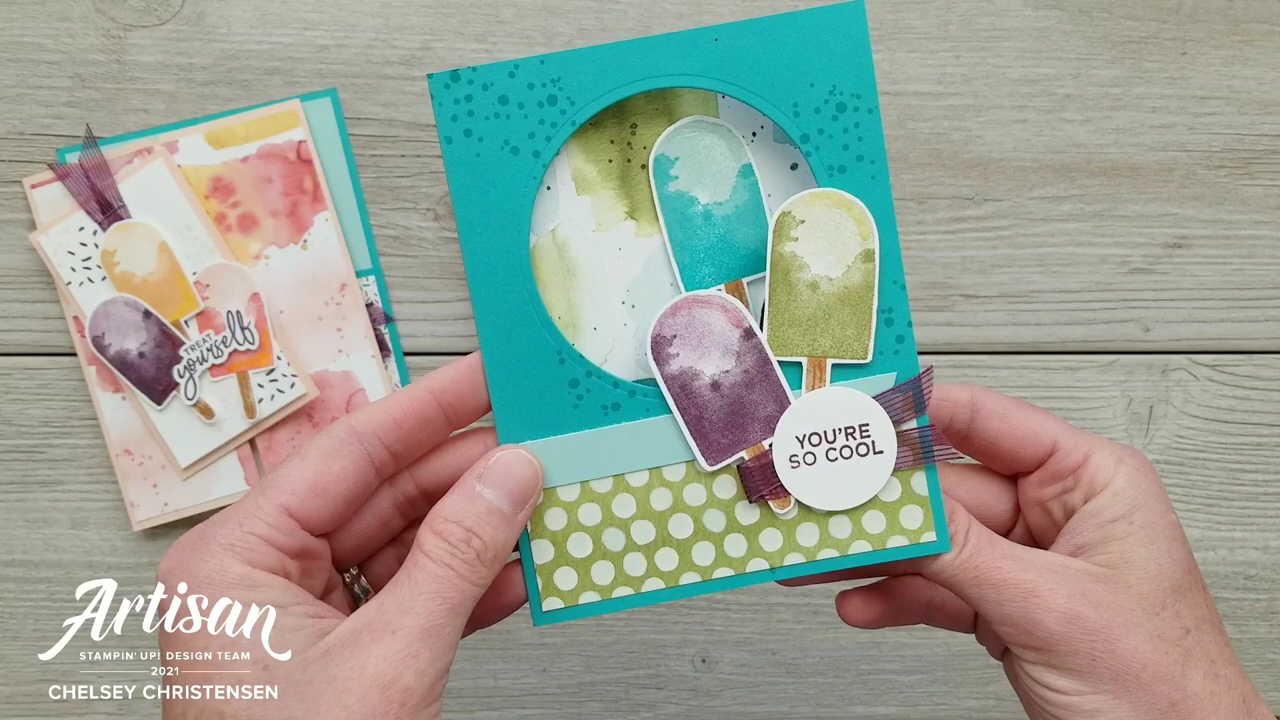 TREAT
yourself
YOU'RE
SO COOL
Artisan
STAMPIN' UP! DESIGN TEAM
2021
CHELSEY CHRISTENSEN